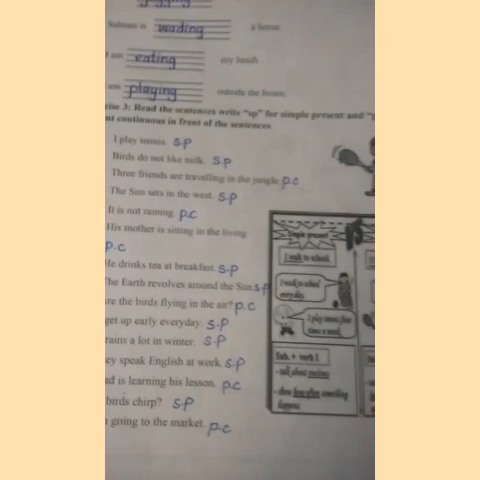 Salman is wading a horse.
I am eating my lunch
am playing outside the house.
cise 3: Read the sentences write "sp" for simple present and "p
nt continuous in front of the sentences
I play tennis. S.P
Birds do not like milk. S.P
Three friends are travelling in the jungle. P.C
The Sun sets in the west. S.P
It is not raining. P.C
His mother is sitting in the living
P.C
He drinks tea at breakfast. S.P
The Earth revolves around the Sun. S.P
re the birds flying in the air? P.C
get up early everyday. S.P
rains a lot in winter. S.P
ey speak English at work. S.P
ad is learning his lesson. P.C
birds chirp? S.P
going to the market. P.C
Simple present
I walk to school.
I walk to school
every day.
I play tennis four
times a week.
Sub. + verb 1
- talk about routines
- often
something
happens